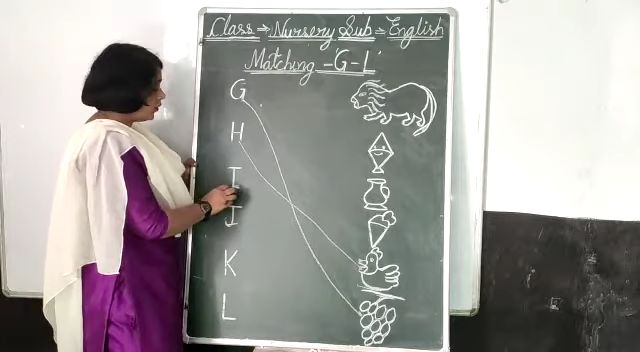 Class → Nursery Sub = English
Matching - 'G - L'
G
H
I
J
K
L